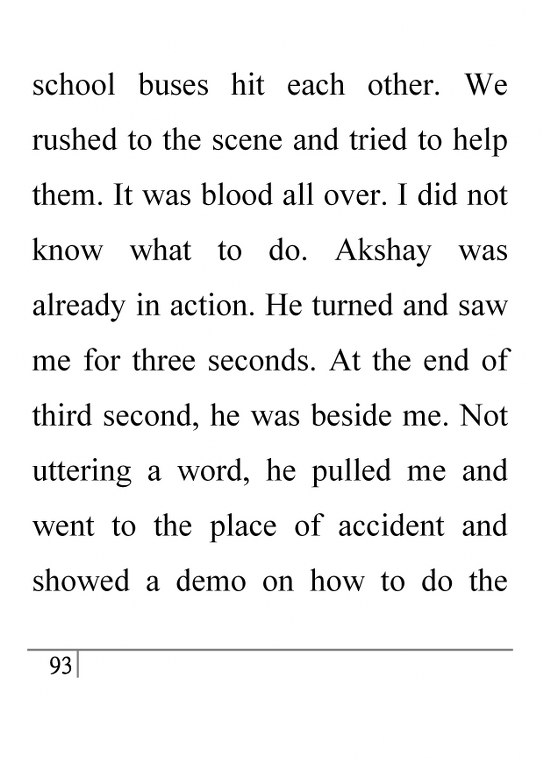 school buses hit each other. We
rushed to the scene and tried to help
them. It was blood all over. I did not
know what to do. Akshay was
already in action. He turned and saw
me for three seconds. At the end of
third second, he was beside me. Not
uttering a word, he pulled me and
went to the place of accident and
showed a demo on how to do the
93